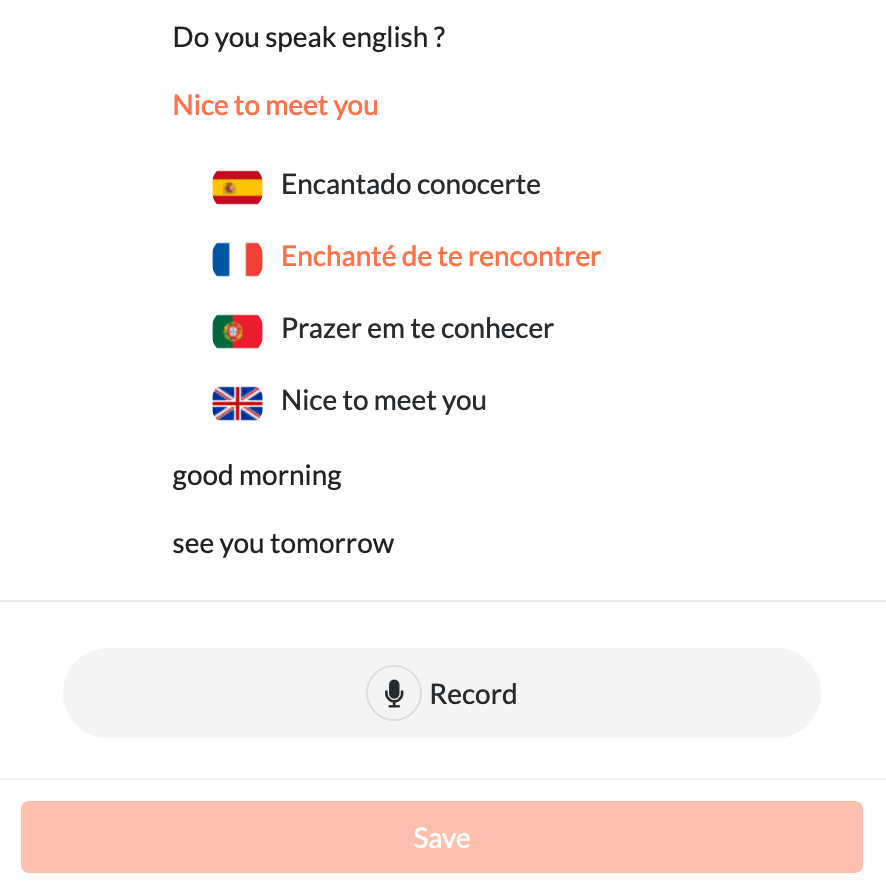 Do you speak english ?
Nice to meet you
Encantado conocerte
Enchanté de te rencontrer
Prazer em te conhecer
Nice to meet you
good morning
see you tomorrow
Record
Save